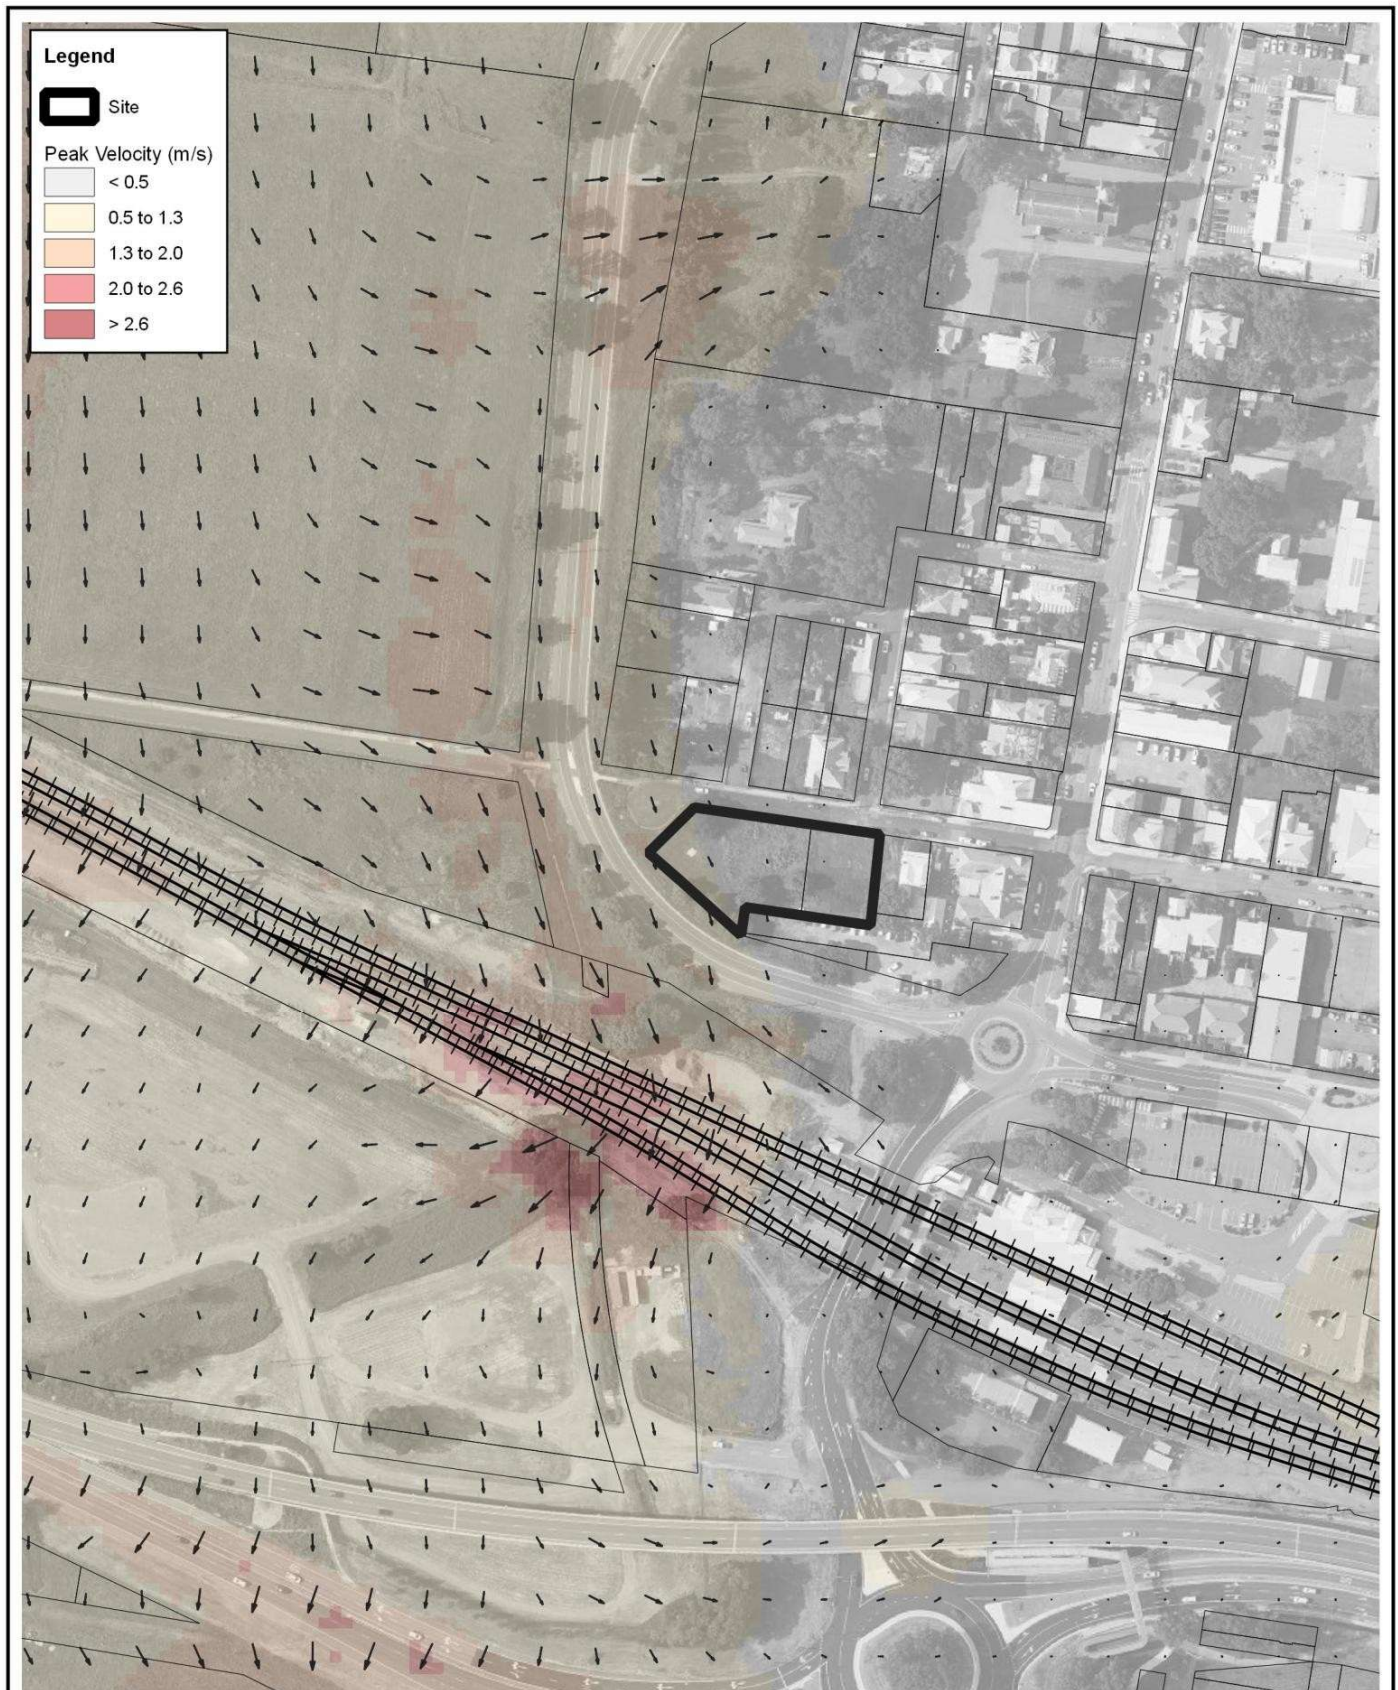 Legend
Site
Peak Velocity (m/s)
< 0.5
0.5 to 1.3
1.3 to 2.0
2.0 to 2.6
> 2.6